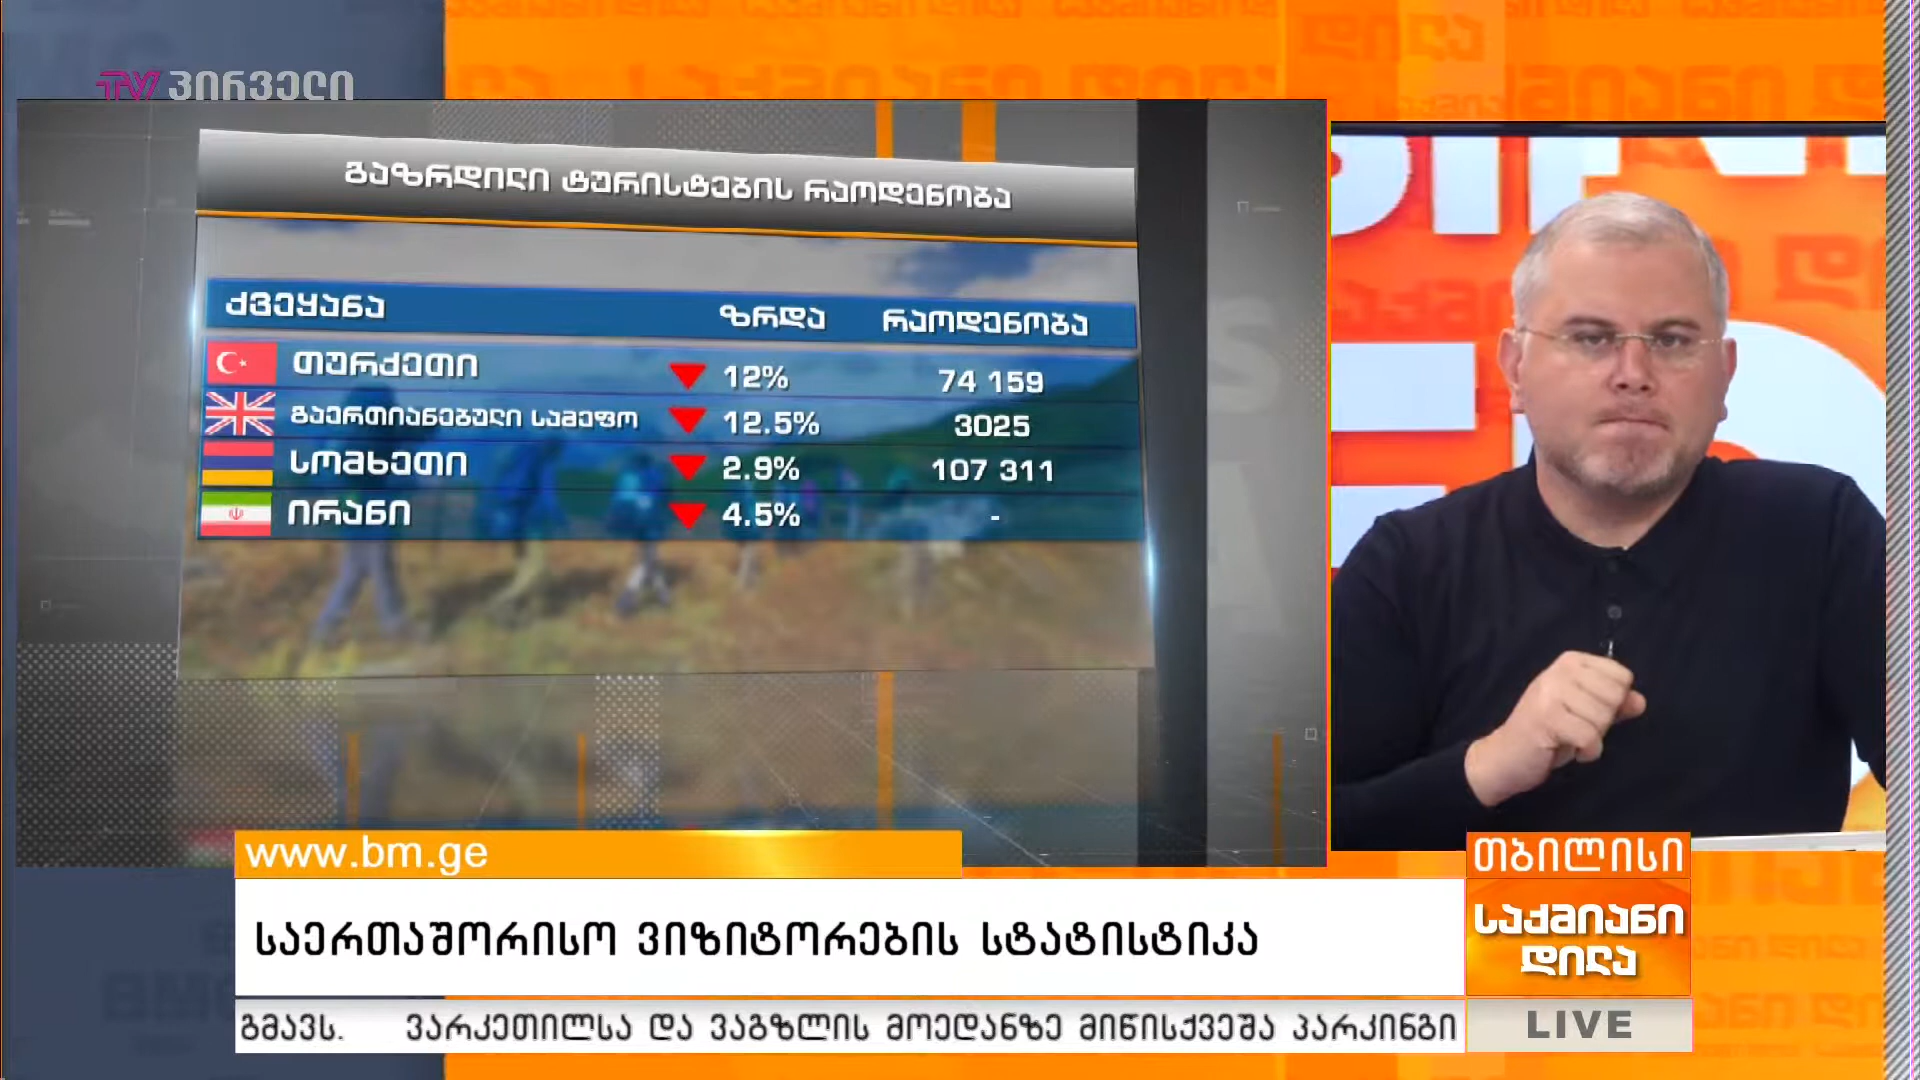 TV პირველი
გაზრდილი ტურისტების რაოდენობა
ქვეყანა ზრდა რაოდენობა
თურქეთი 12% 74 159
გაერთიანებული სამეფო 12.5% 3025
სომხეთი 2.9% 107 311
ირანი 4.5% -
www.bm.ge
თბილისი
საერთაშორისო ვიზიტორების სტატისტიკა
საქმიანი
დილა
გმავს. ვარკეთილსა და ვაგზლის მოედანზე მიწისქვეშა პარკინგი
LIVE